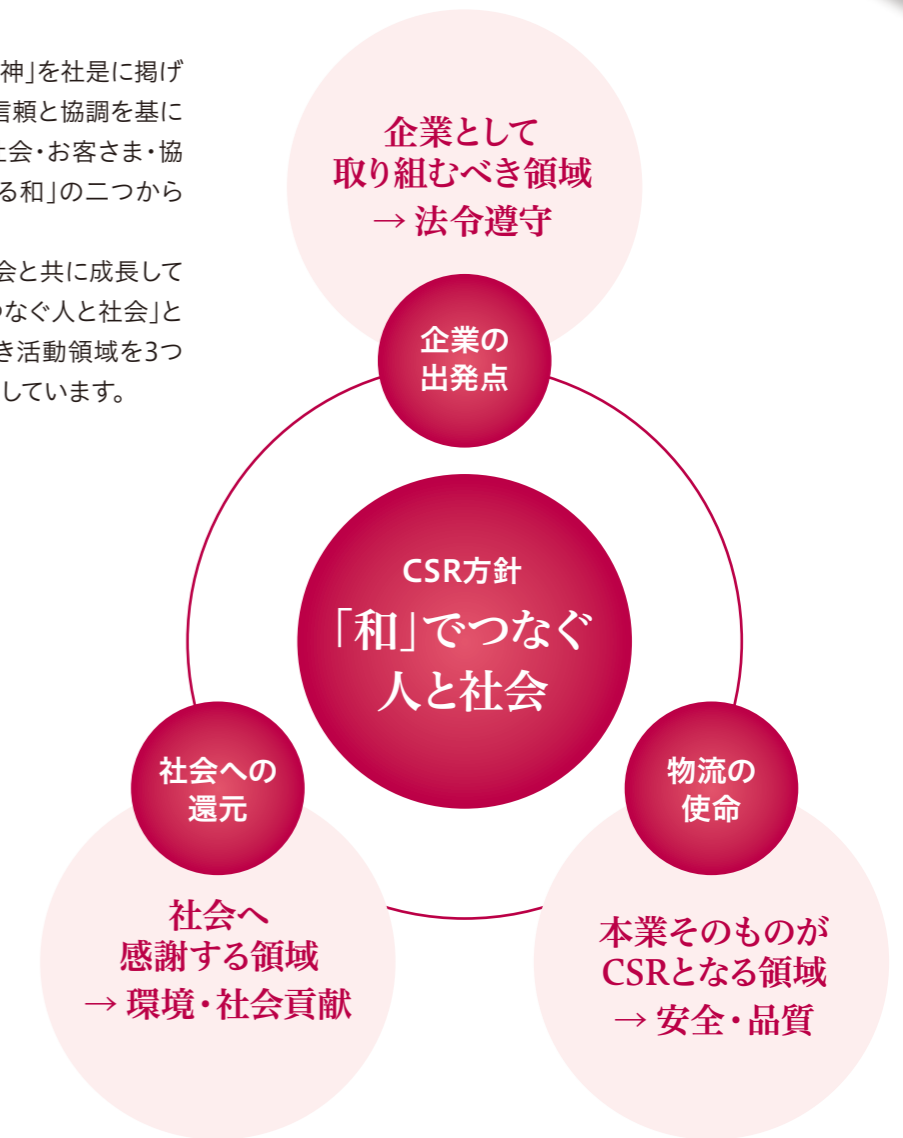 神」を社是に掲げ
信頼と協調を基に
社会・お客さま・協
る和」の二つから
会と共に成長して
つなぐ人と社会」と
き活動領域を3つ
しています。
企業として
取り組むべき領域
→ 法令遵守
企業の
出発点
CSR方針
「和」でつなぐ
人と社会
社会への
還元
物流の
使命
社会へ
感謝する領域
→ 環境・社会貢献
本業そのものが
CSRとなる領域
→ 安全・品質